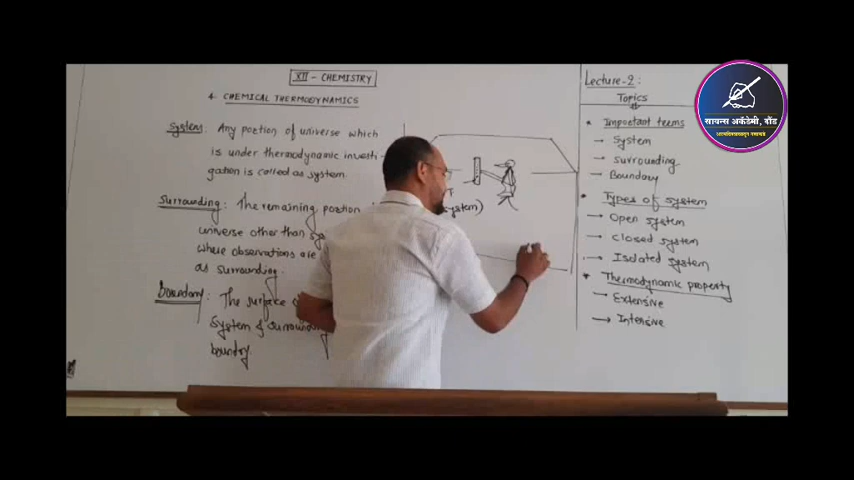 XII - CHEMISTRY
4. CHEMICAL THERMODYNAMICS
System: Any portion of universe which
is under thermodynamic investi-
gation is called as system.
Surrounding: The remaining portion
universe other than
where observations are
as surrounding.
Boundary: The surface
system & surrounding
boundry
system)
Lecture-2:
Topics
Important terms
→ System
→ surrounding
→ Boundary
Types of system
→ Open system
→ closed system
→ Isolated system
Thermodynamic property
→ Extensive
→ Intensive
सायन्स अकॅडेमी, दौंड